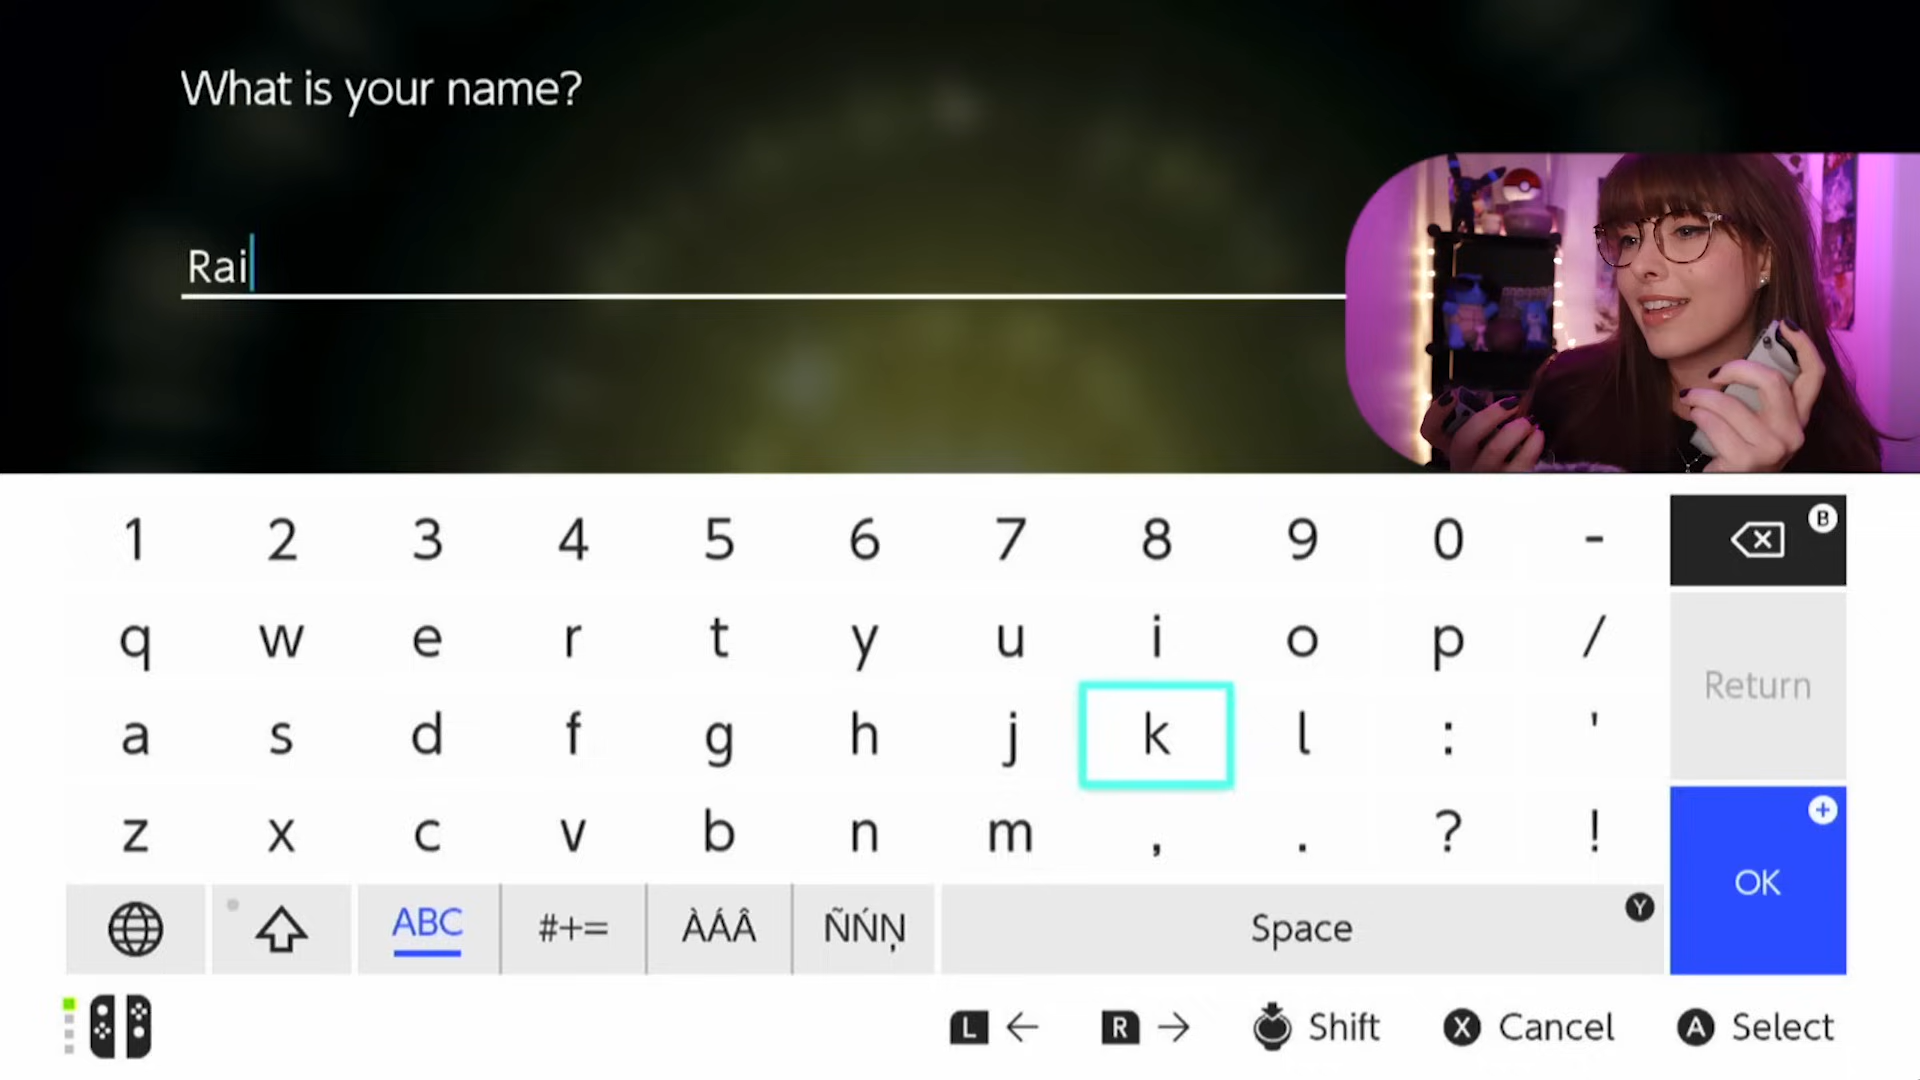 What is your name?
Rai
1 2 3 4 5 6 7 8 9 0 - B
q w e r t y u i o p /
Return
a s d f g h j k l : '
z x c v b n m , . ? ! +
OK
ABC #+= ÀÁÂ ÑŃŅ Space Y
L ← R → Shift X Cancel A Select